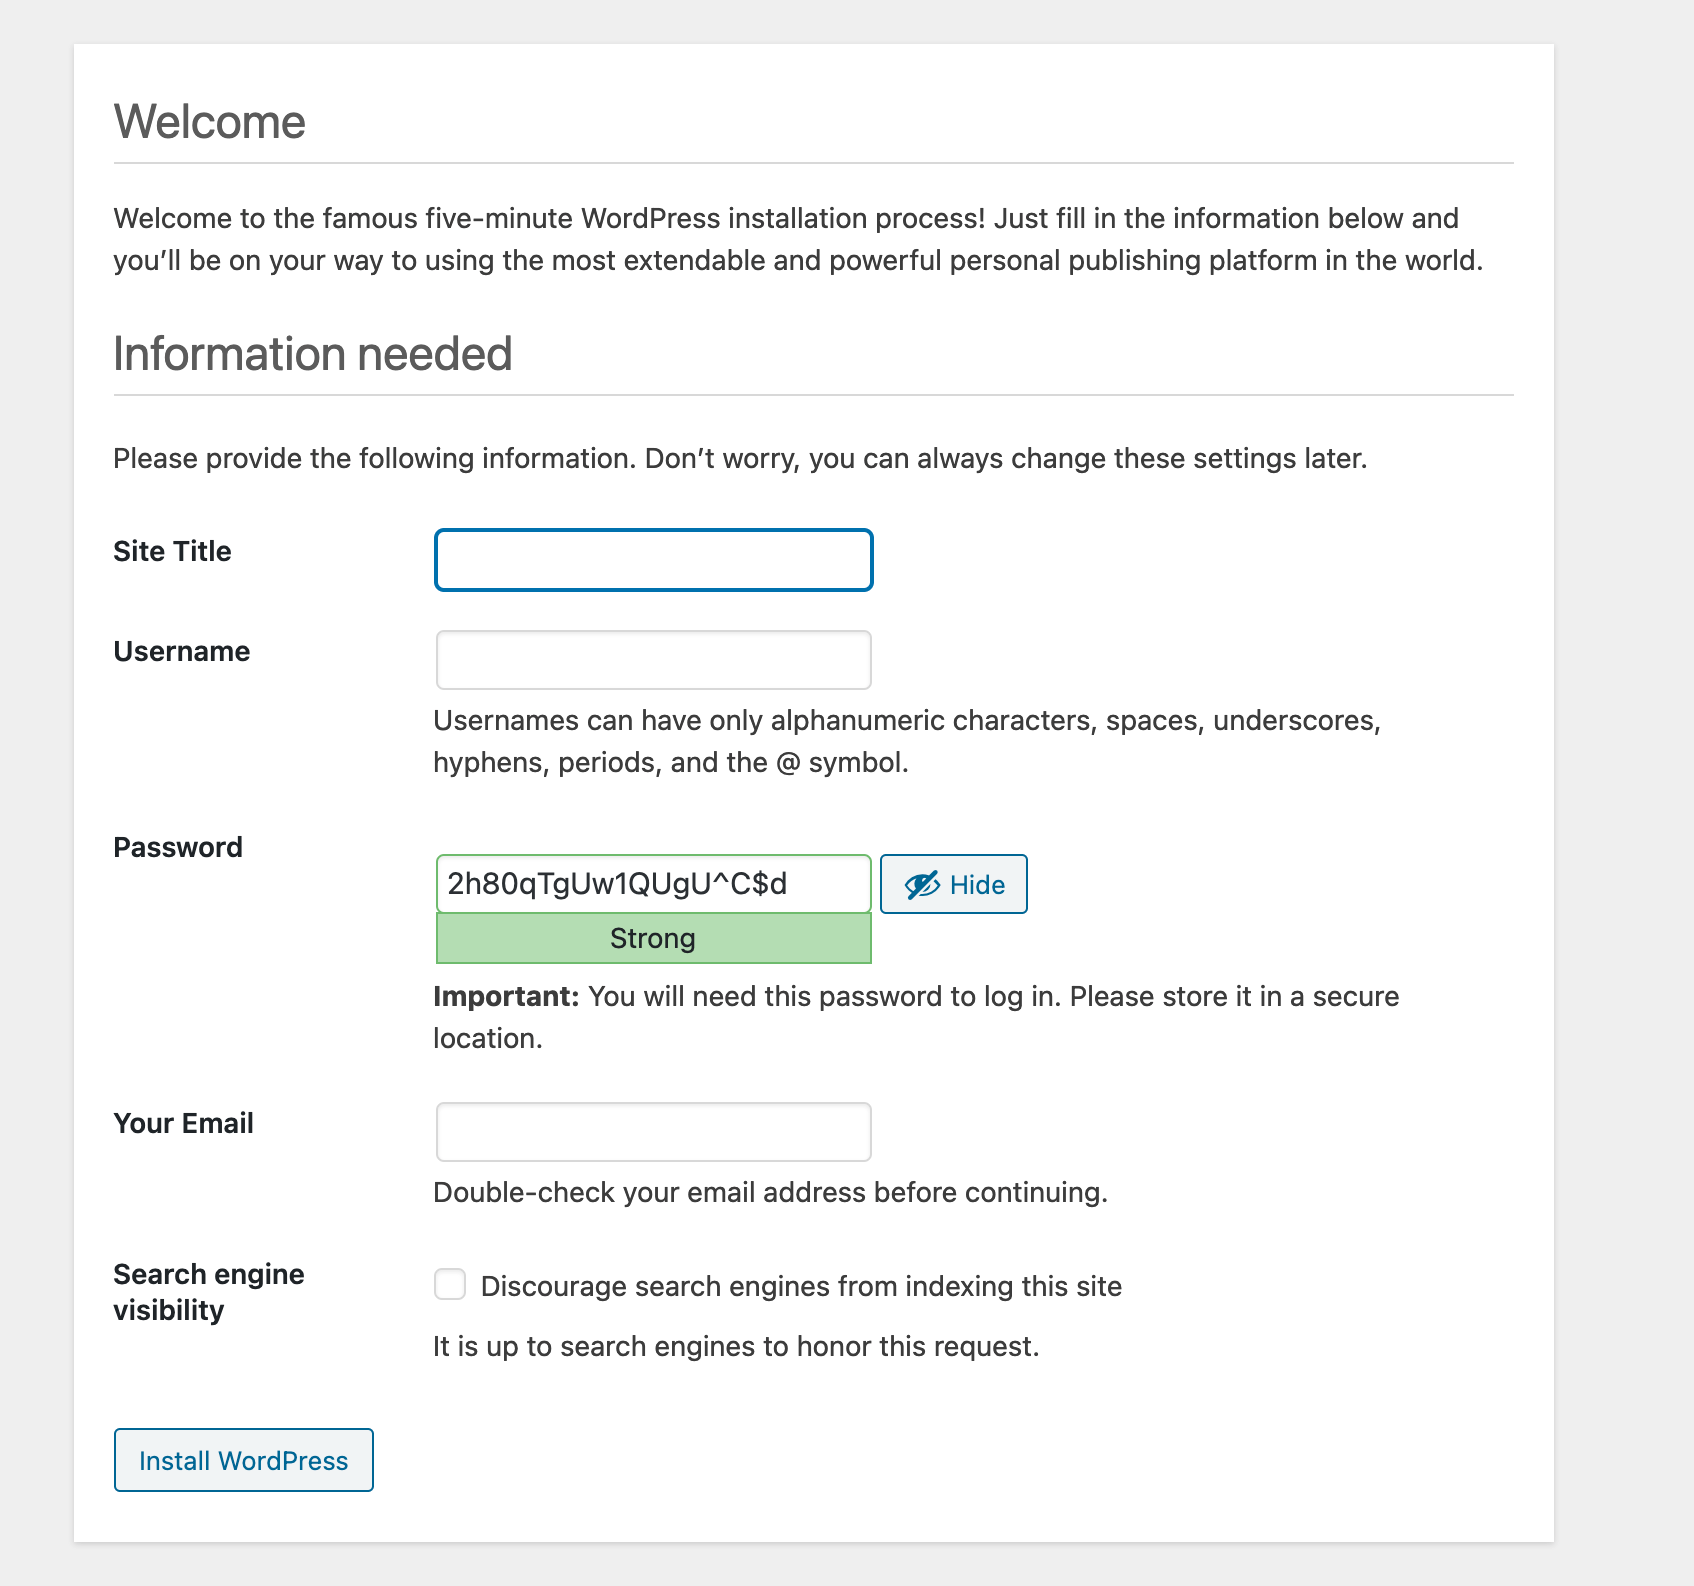 Welcome
Welcome to the famous five-minute WordPress installation process! Just fill in the information below and
you’ll be on your way to using the most extendable and powerful personal publishing platform in the world.
Information needed
Please provide the following information. Don’t worry, you can always change these settings later.
Site Title
Username
Usernames can have only alphanumeric characters, spaces, underscores,
hyphens, periods, and the @ symbol.
Password
2h80qTgUw1QUgU^C$d
Hide
Strong
Important: You will need this password to log in. Please store it in a secure
location.
Your Email
Double-check your email address before continuing.
Search engine
visibility
Discourage search engines from indexing this site
It is up to search engines to honor this request.
Install WordPress